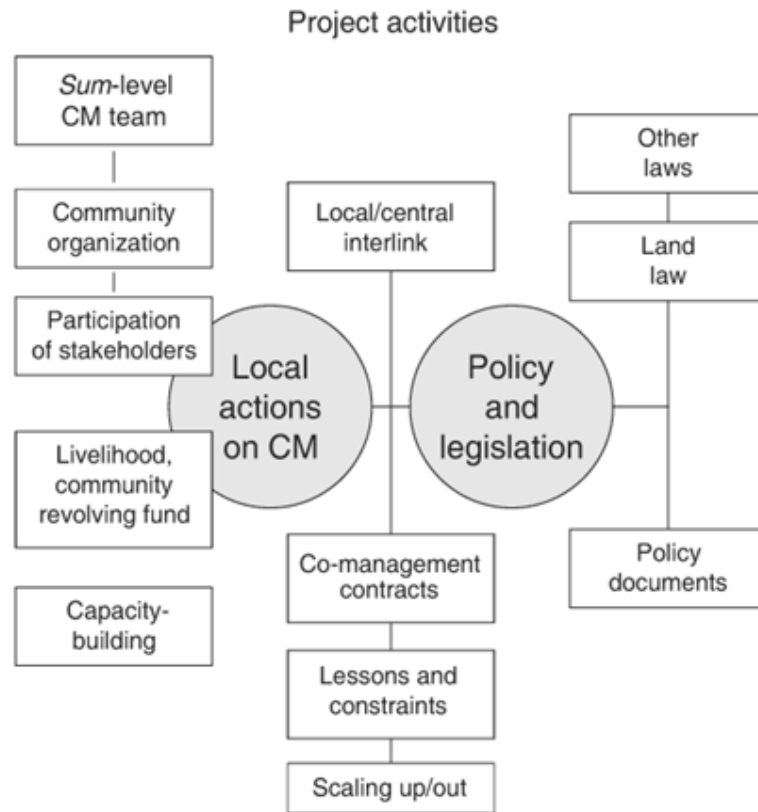 Project activities
Sum-level
CM team
Community
organization
Participation
of stakeholders
Livelihood,
community
revolving fund
Capacity-
building
Local
actions
on CM
Local/central
interlink
Co-management
contracts
Lessons and
constraints
Scaling up/out
Policy
and
legislation
Other
laws
Land
law
Policy
documents